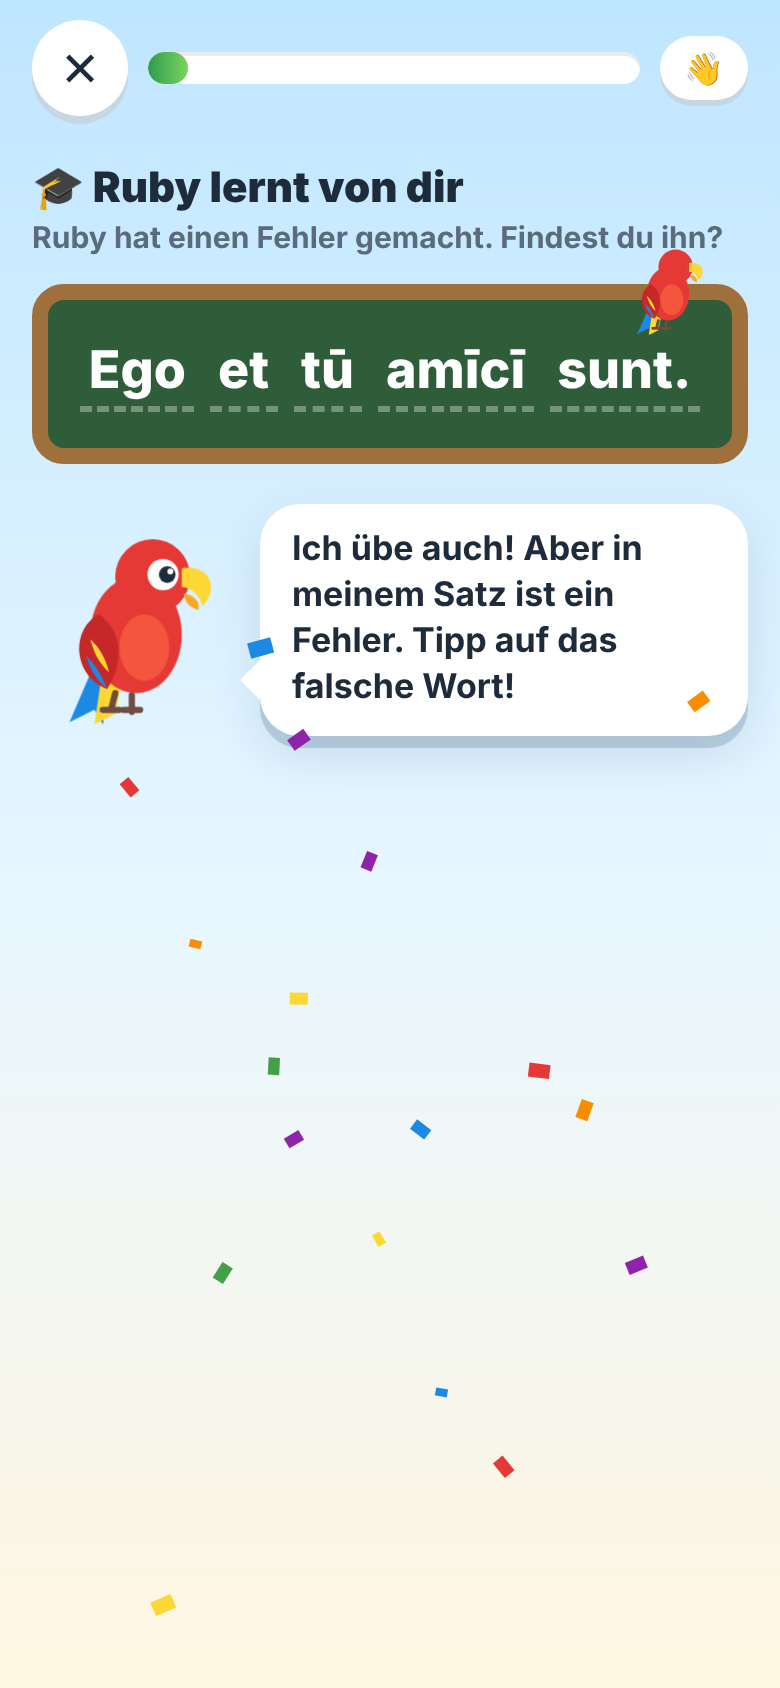 🎓 Ruby lernt von dir
Ruby hat einen Fehler gemacht. Findest du ihn?
Ego et tū amīcī sunt.
Ich übe auch! Aber in
meinem Satz ist ein
Fehler. Tipp auf das
falsche Wort!